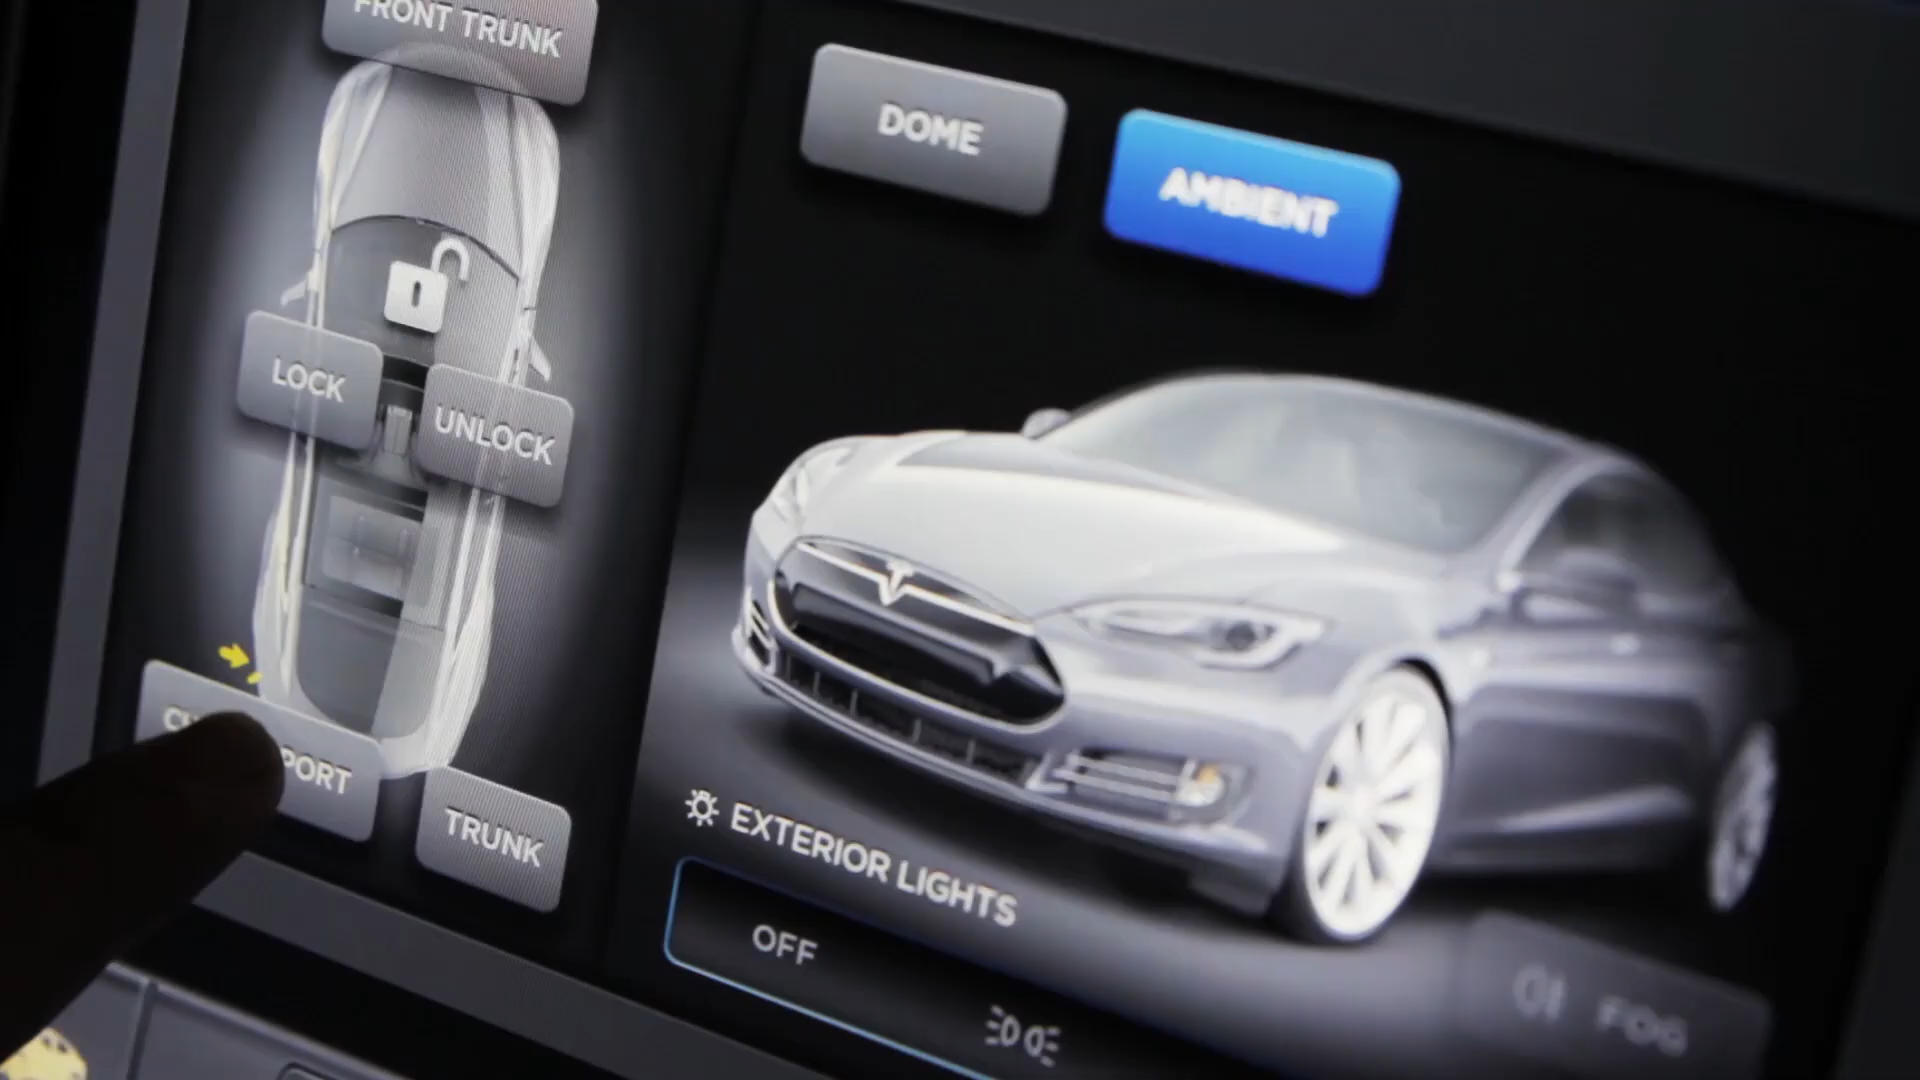 FRONT TRUNK
DOME
AMBIENT
LOCK
UNLOCK
PORT
TRUNK
EXTERIOR LIGHTS
OFF
FOG